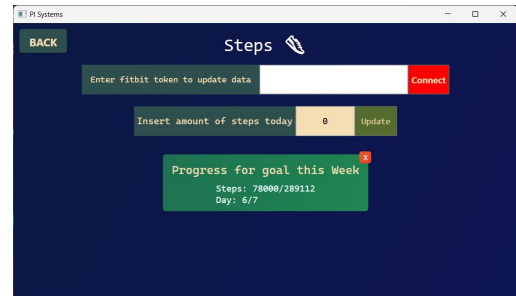 PI Systems
BACK
Steps
Enter fitbit token to update data
Connect
Insert amount of steps today 0 Update
x
Progress for goal this Week
Steps: 78000/289112
Day: 6/7